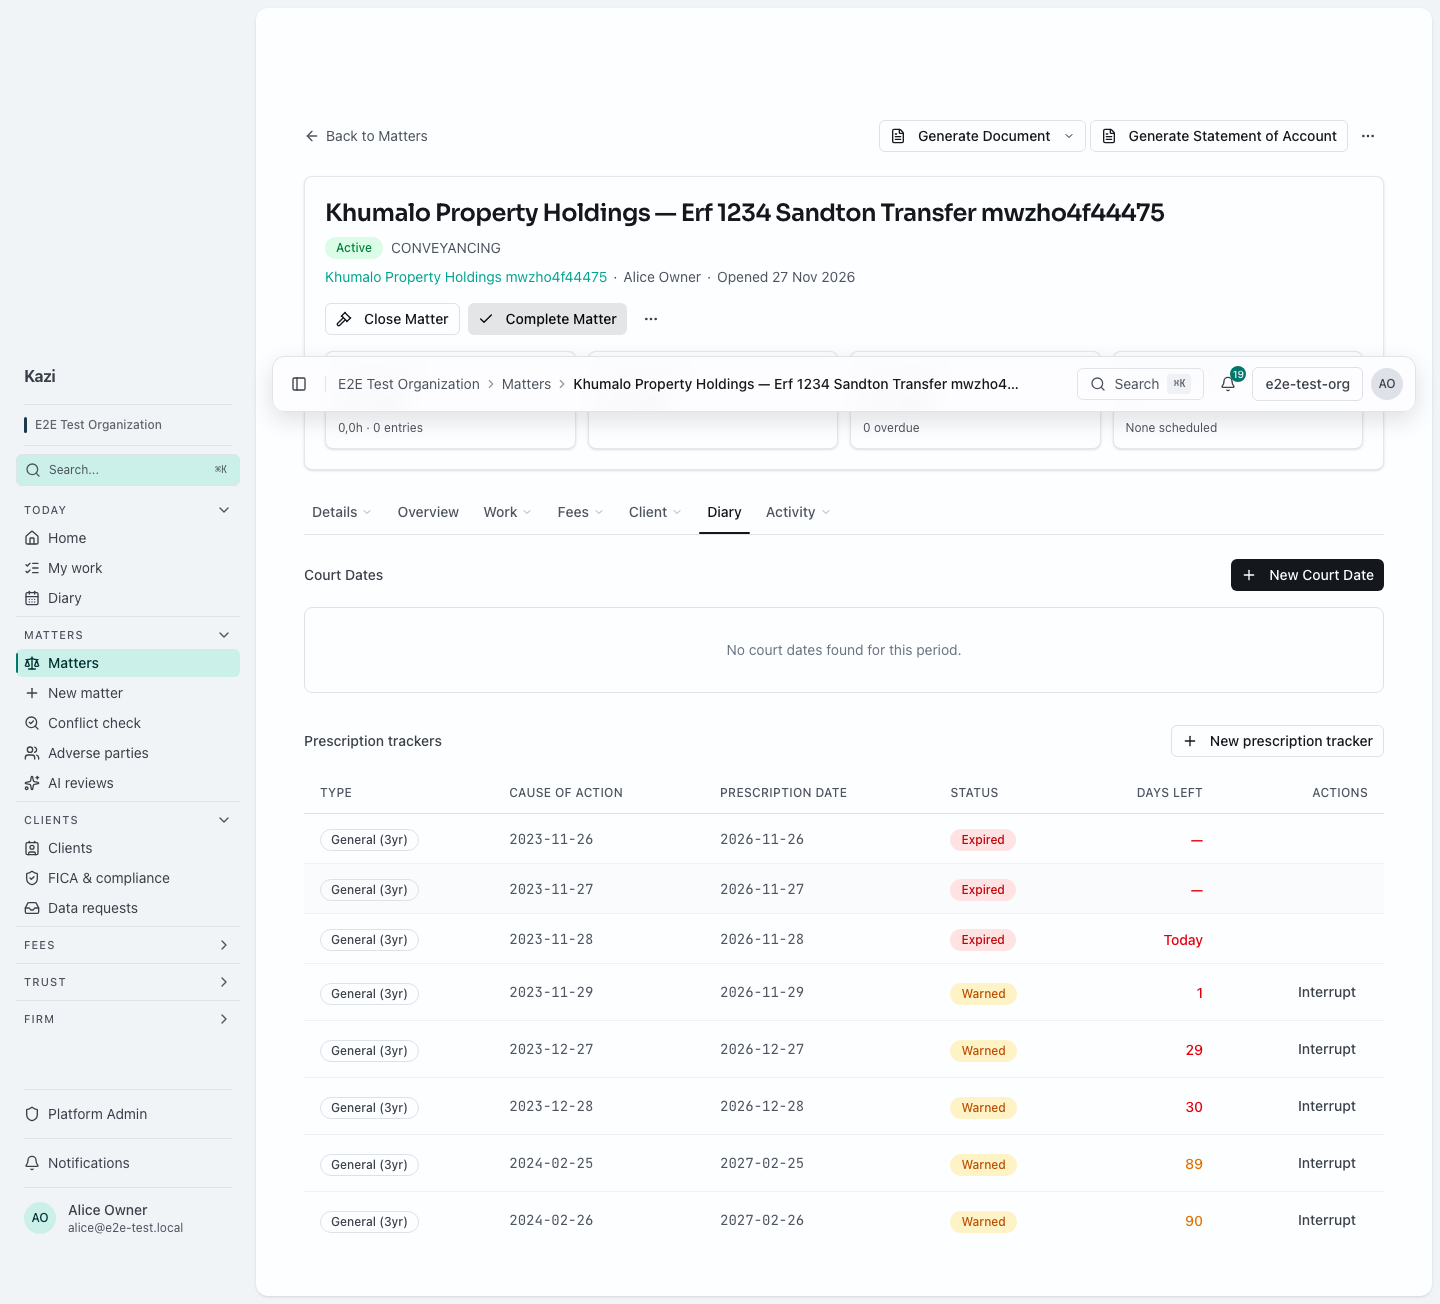 Kazi
E2E Test Organization
Search... ⌘K
TODAY
Home
My work
Diary
MATTERS
Matters
New matter
Conflict check
Adverse parties
AI reviews
CLIENTS
Clients
FICA & compliance
Data requests
FEES
TRUST
FIRM
Platform Admin
Notifications
AO
Alice Owner
alice@e2e-test.local
Back to Matters
Generate Document
Generate Statement of Account
Khumalo Property Holdings — Erf 1234 Sandton Transfer mwzho4f44475
Active CONVEYANCING
Khumalo Property Holdings mwzho4f44475 · Alice Owner · Opened 27 Nov 2026
Close Matter
Complete Matter
E2E Test Organization > Matters > Khumalo Property Holdings — Erf 1234 Sandton Transfer mwzho4...
Search ⌘K
19
e2e-test-org
AO
0,0h · 0 entries
0 overdue
None scheduled
Details Overview Work Fees Client Diary Activity
Court Dates
New Court Date
No court dates found for this period.
Prescription trackers
New prescription tracker
TYPE CAUSE OF ACTION PRESCRIPTION DATE STATUS DAYS LEFT ACTIONS
General (3yr) 2023-11-26 2026-11-26 Expired —
General (3yr) 2023-11-27 2026-11-27 Expired —
General (3yr) 2023-11-28 2026-11-28 Expired Today
General (3yr) 2023-11-29 2026-11-29 Warned 1 Interrupt
General (3yr) 2023-12-27 2026-12-27 Warned 29 Interrupt
General (3yr) 2023-12-28 2026-12-28 Warned 30 Interrupt
General (3yr) 2024-02-25 2027-02-25 Warned 89 Interrupt
General (3yr) 2024-02-26 2027-02-26 Warned 90 Interrupt